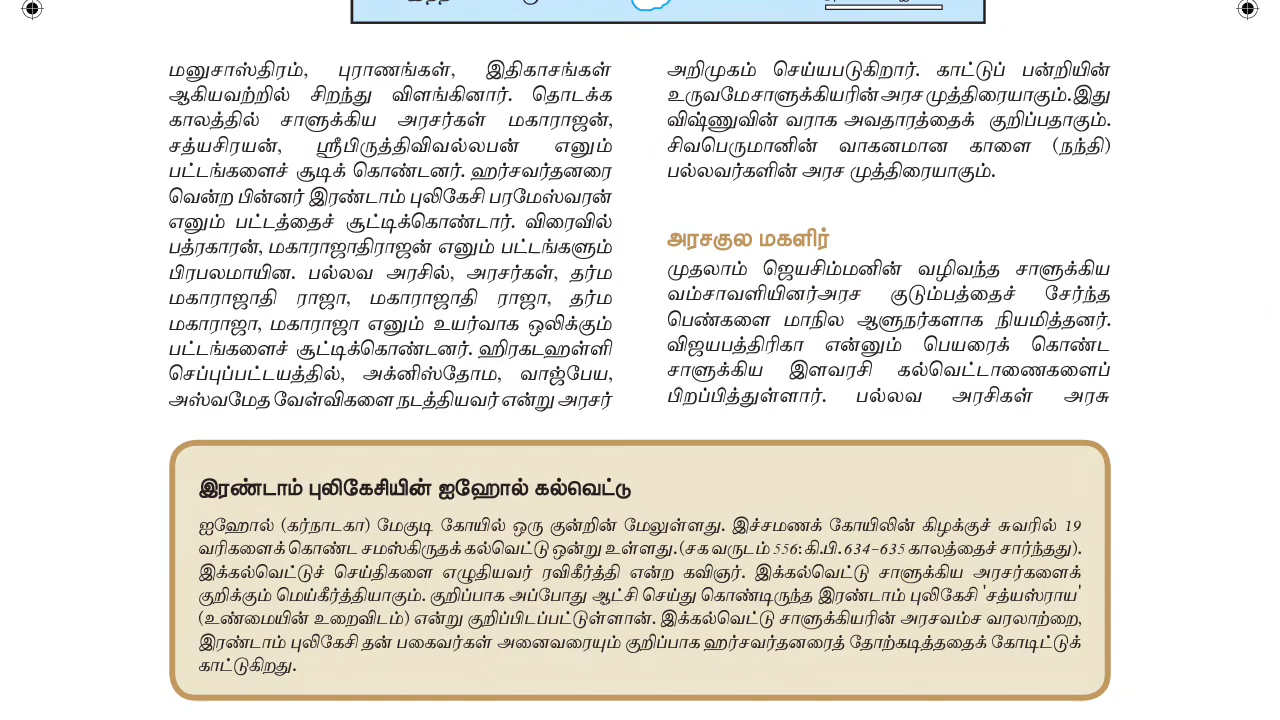 மனுசாஸ்திரம், புராணங்கள், இதிகாசங்கள்
ஆகியவற்றில் சிறந்து விளங்கினார். தொடக்க
காலத்தில் சாளுக்கிய அரசர்கள் மகாராஜன்,
சத்யசிரயன், ஸ்ரீபிருத்திவிவல்லபன் எனும்
பட்டங்களைச் சூடிக் கொண்டனர். ஹர்சவர்தனரை
வென்ற பின்னர் இரண்டாம் புலிகேசி பரமேஸ்வரன்
எனும் பட்டத்தைச் சூட்டிக்கொண்டார். விரைவில்
பத்ரகாரன், மகாராஜாதிராஜன் எனும் பட்டங்களும்
பிரபலமாயின. பல்லவ அரசில், அரசர்கள், தர்ம
மகாராஜாதி ராஜா, மகாராஜாதி ராஜா, தர்ம
மகாராஜா, மகாராஜா எனும் உயர்வாக ஒலிக்கும்
பட்டங்களைச் சூட்டிக்கொண்டனர். ஹிரகடஹள்ளி
செப்புப்பட்டயத்தில், அக்னிஸ்தோம, வாஜ்பேய,
அஸ்வமேத வேள்விகளை நடத்தியவர் என்று அரசர்
அறிமுகம் செய்யபடுகிறார். காட்டுப் பன்றியின்
உருவமே சாளுக்கியரின் அரச முத்திரையாகும். இது
விஷ்ணுவின் வராக அவதாரத்தைக் குறிப்பதாகும்.
சிவபெருமானின் வாகனமான காளை (நந்தி)
பல்லவர்களின் அரச முத்திரையாகும்.
அரசகுல மகளிர்
முதலாம் ஜெயசிம்மனின் வழிவந்த சாளுக்கிய
வம்சாவளியினர்அரச குடும்பத்தைச் சேர்ந்த
பெண்களை மாநில ஆளுநர்களாக நியமித்தனர்.
விஜயபத்திரிகா என்னும் பெயரைக் கொண்ட
சாளுக்கிய இளவரசி கல்வெட்டாணைகளைப்
பிறப்பித்துள்ளார். பல்லவ அரசிகள் அரசு
இரண்டாம் புலிகேசியின் ஐஹோல் கல்வெட்டு
ஐஹோல் (கர்நாடகா) மேகுடி கோயில் ஒரு குன்றின் மேலுள்ளது. இச்சமணக் கோயிலின் கிழக்குச் சுவரில் 19
வரிகளைக் கொண்ட சமஸ்கிருதக் கல்வெட்டு ஒன்று உள்ளது. (சக வருடம் 556: கி.பி. 634–635 காலத்தைச் சார்ந்தது).
இக்கல்வெட்டுச் செய்திகளை எழுதியவர் ரவிகீர்த்தி என்ற கவிஞர். இக்கல்வெட்டு சாளுக்கிய அரசர்களைக்
குறிக்கும் மெய்கீர்த்தியாகும். குறிப்பாக அப்போது ஆட்சி செய்து கொண்டிருந்த இரண்டாம் புலிகேசி 'சத்யஸ்ராய'
(உண்மையின் உறைவிடம்) என்று குறிப்பிடப்பட்டுள்ளான். இக்கல்வெட்டு சாளுக்கியரின் அரசவம்ச வரலாற்றை,
இரண்டாம் புலிகேசி தன் பகைவர்கள் அனைவரையும் குறிப்பாக ஹர்சவர்தனரைத் தோற்கடித்ததைக் கோடிட்டுக்
காட்டுகிறது.